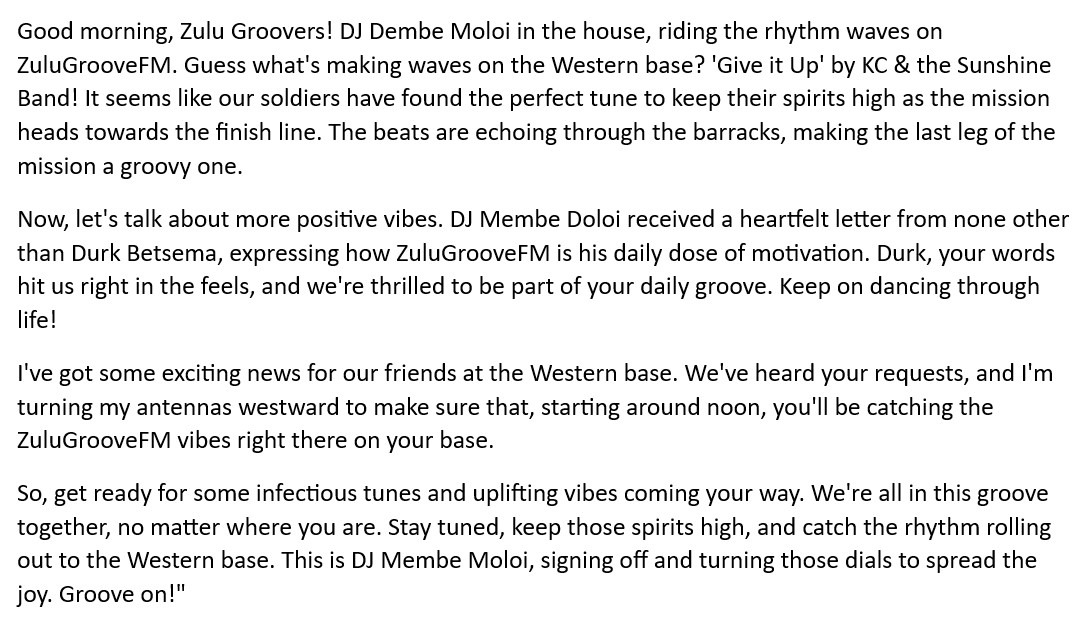 Good morning, Zulu Groovers! DJ Dembe Moloi in the house, riding the rhythm waves on
ZuluGrooveFM. Guess what's making waves on the Western base? 'Give it Up' by KC & the Sunshine
Band! It seems like our soldiers have found the perfect tune to keep their spirits high as the mission
heads towards the finish line. The beats are echoing through the barracks, making the last leg of the
mission a groovy one.
Now, let's talk about more positive vibes. DJ Membe Doloi received a heartfelt letter from none other
than Durk Betsema, expressing how ZuluGrooveFM is his daily dose of motivation. Durk, your words
hit us right in the feels, and we're thrilled to be part of your daily groove. Keep on dancing through
life!
I've got some exciting news for our friends at the Western base. We've heard your requests, and I'm
turning my antennas westward to make sure that, starting around noon, you'll be catching the
ZuluGrooveFM vibes right there on your base.
So, get ready for some infectious tunes and uplifting vibes coming your way. We're all in this groove
together, no matter where you are. Stay tuned, keep those spirits high, and catch the rhythm rolling
out to the Western base. This is DJ Membe Moloi, signing off and turning those dials to spread the
joy. Groove on!"